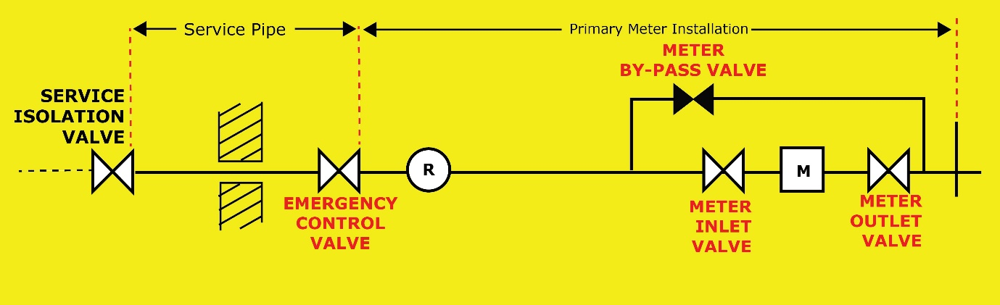 Service Pipe
Primary Meter Installation
METER
BY-PASS VALVE
SERVICE
ISOLATION
VALVE
R
M
EMERGENCY
CONTROL
VALVE
METER
INLET
VALVE
METER
OUTLET
VALVE